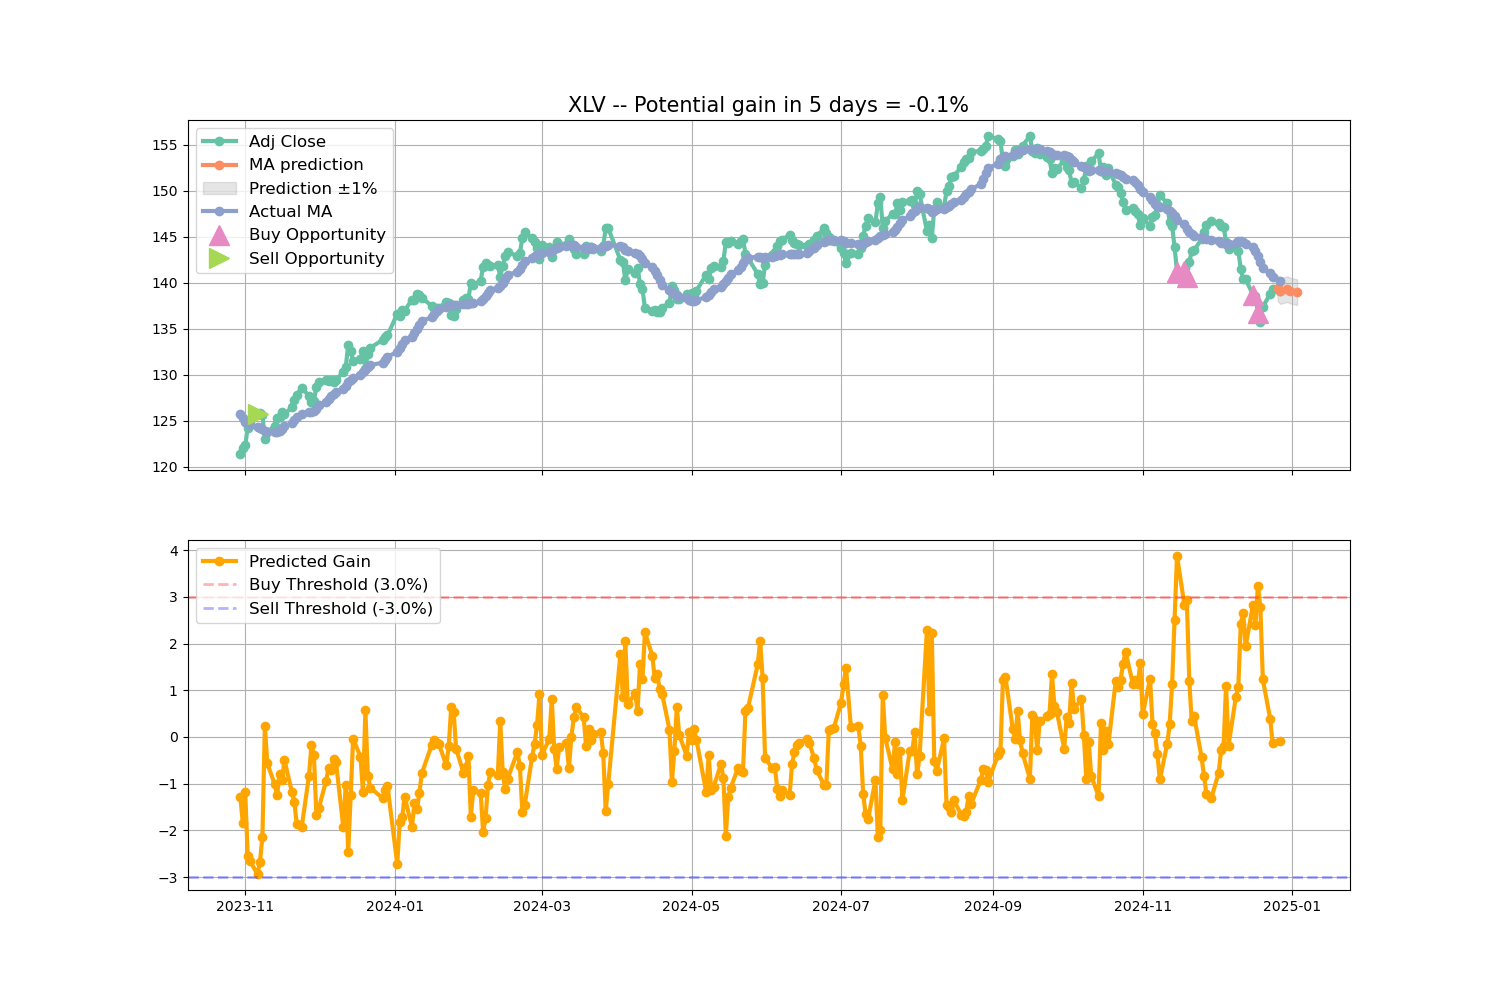 XLV -- Potential gain in 5 days = -0.1%
155
150
145
140
135
130
125
120
Adj Close
MA prediction
Prediction ±1%
Actual MA
Buy Opportunity
Sell Opportunity
4
3
2
1
0
−1
−2
−3
Predicted Gain
Buy Threshold (3.0%)
Sell Threshold (-3.0%)
2023-11
2024-01
2024-03
2024-05
2024-07
2024-09
2024-11
2025-01